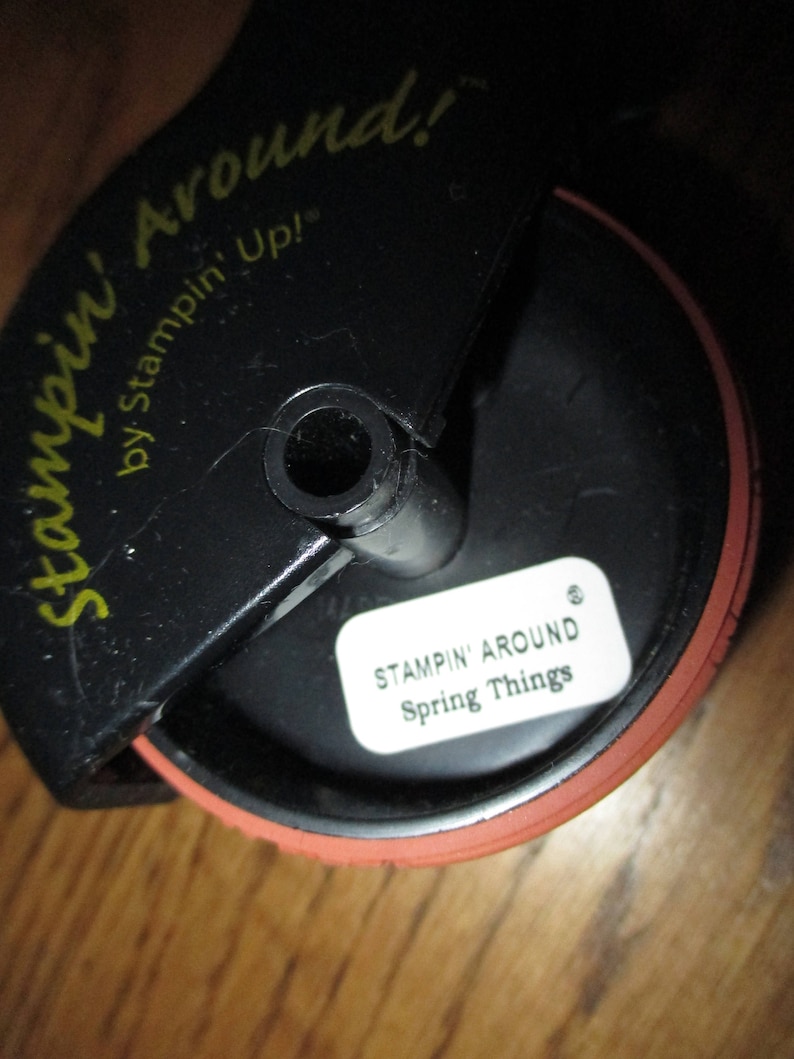 Stampin' Around!™
by Stampin' Up!®
STAMPIN' AROUND®
Spring Things